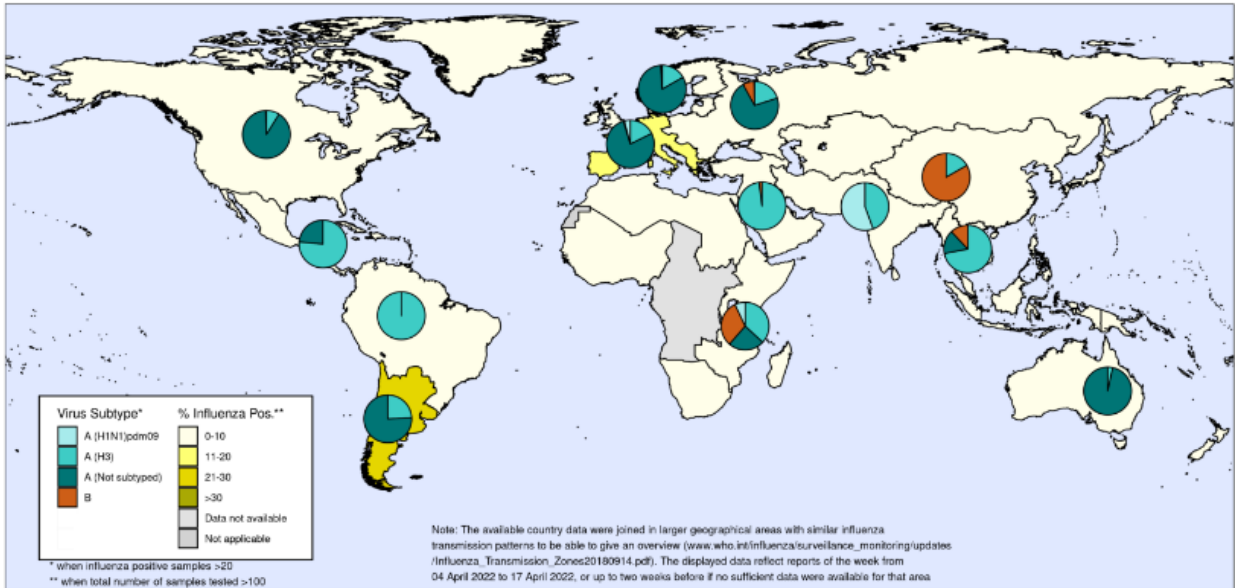 Virus Subtype*
A (H1N1)pdm09
A (H3)
A (Not subtyped)
B
% Influenza Pos.**
0-10
11-20
21-30
>30
Data not available
Not applicable
* when influenza positive samples >20
** when total number of samples tested >100
Note: The available country data were joined in larger geographical areas with similar influenza
transmission patterns to be able to give an overview (www.who.int/influenza/surveillance_monitoring/updates
/Influenza_Transmission_Zones20180914.pdf). The displayed data reflect reports of the week from
04 April 2022 to 17 April 2022, or up to two weeks before if no sufficient data were available for that area